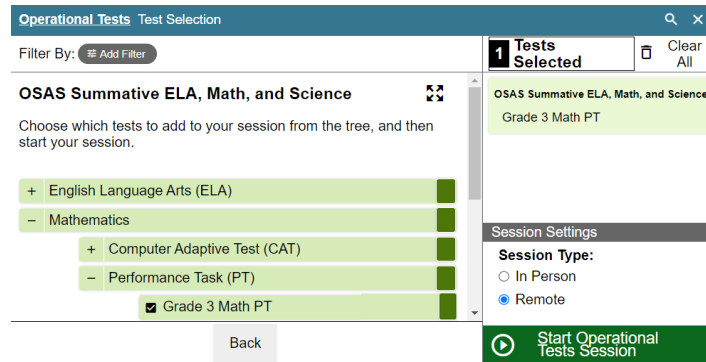 Operational Tests Test Selection
Filter By: Add Filter
OSAS Summative ELA, Math, and Science
Choose which tests to add to your session from the tree, and then
start your session.
+ English Language Arts (ELA)
− Mathematics
+ Computer Adaptive Test (CAT)
− Performance Task (PT)
Grade 3 Math PT
Back
1 Tests
Selected
Clear
All
OSAS Summative ELA, Math, and Science
Grade 3 Math PT
Session Settings
Session Type:
In Person
Remote
Start Operational
Tests Session